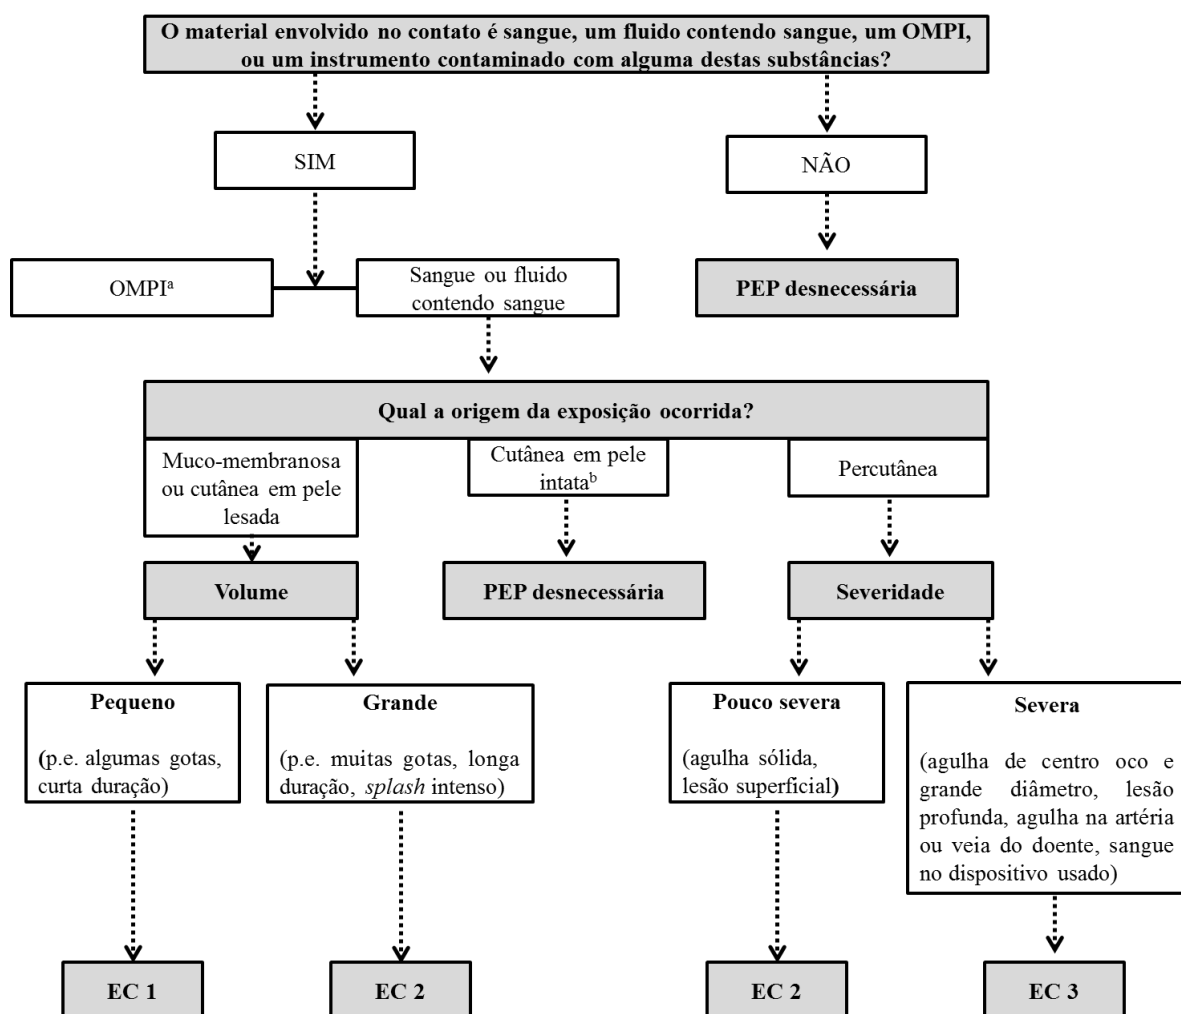 O material envolvido no contato é sangue, um fluido contendo sangue, um OMPI,
ou um instrumento contaminado com alguma destas substâncias?
SIM
NÃO
OMPIª
Sangue ou fluido
contendo sangue
PEP desnecessária
Qual a origem da exposição ocorrida?
Muco-membranosa
ou cutânea em pele
lesada
Cutânea em pele
intataᵇ
Percutânea
Volume
PEP desnecessária
Severidade
Pequeno
(p.e. algumas gotas,
curta duração)
Grande
(p.e. muitas gotas, longa
duração, splash intenso)
Pouco severa
(agulha sólida,
lesão superficial)
Severa
(agulha de centro oco e
grande diâmetro, lesão
profunda, agulha na artéria
ou veia do doente, sangue
no dispositivo usado)
EC 1
EC 2
EC 2
EC 3